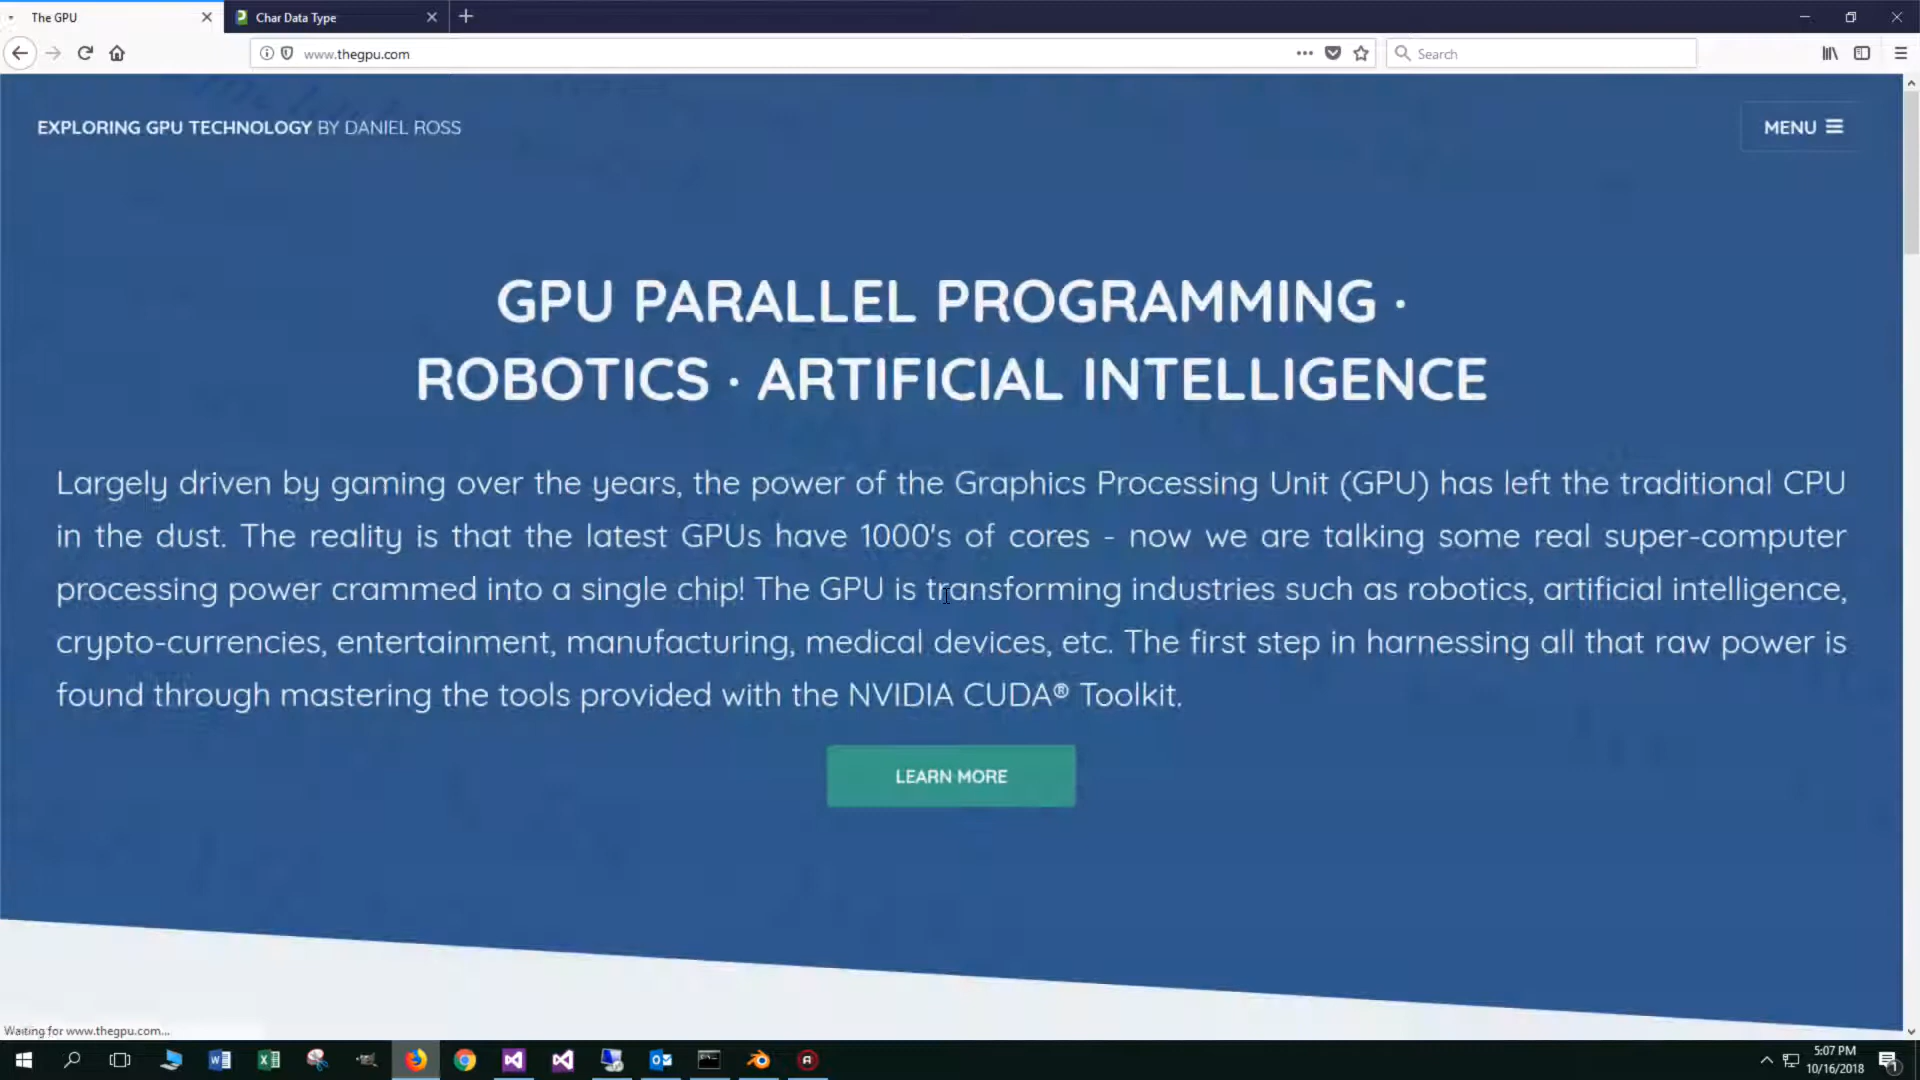 The GPU
Char Data Type
www.thegpu.com
Search
EXPLORING GPU TECHNOLOGY BY DANIEL ROSS
MENU
GPU PARALLEL PROGRAMMING ·
ROBOTICS · ARTIFICIAL INTELLIGENCE
Largely driven by gaming over the years, the power of the Graphics Processing Unit (GPU) has left the traditional CPU
in the dust. The reality is that the latest GPUs have 1000's of cores - now we are talking some real super-computer
processing power crammed into a single chip! The GPU is transforming industries such as robotics, artificial intelligence,
crypto-currencies, entertainment, manufacturing, medical devices, etc. The first step in harnessing all that raw power is
found through mastering the tools provided with the NVIDIA CUDA® Toolkit.
LEARN MORE
Waiting for www.thegpu.com...
5:07 PM
10/16/2018